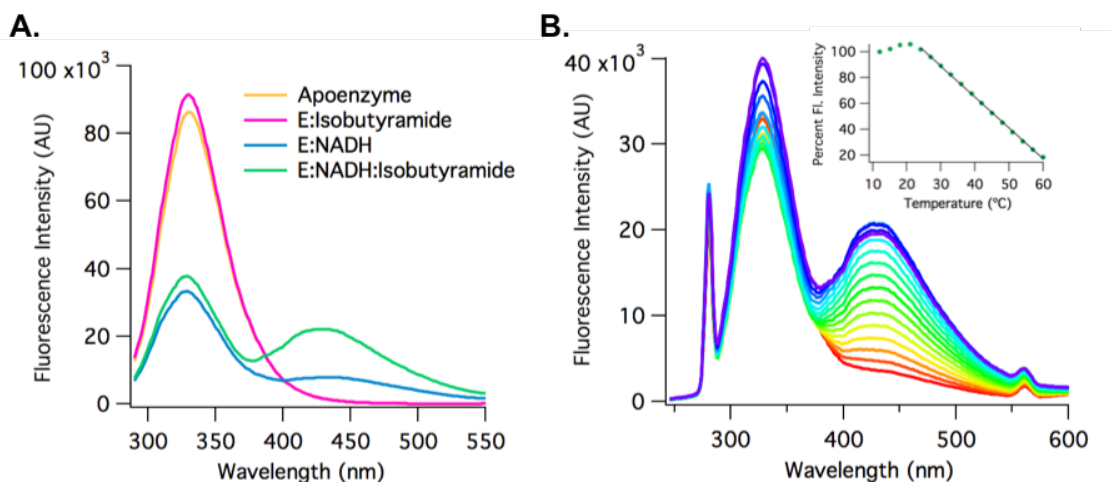 A.
100 x10³
80
60
40
20
0
Fluorescence Intensity (AU)
Apoenzyme
E:Isobutyramide
E:NADH
E:NADH:Isobutyramide
300 350 400 450 500 550
Wavelength (nm)
B.
40 x10³
30
20
10
0
Fluorescence Intensity (AU)
100
80
60
40
20
Percent Fl. Intensity
10 20 30 40 50 60
Temperature (°C)
300 400 500 600
Wavelength (nm)